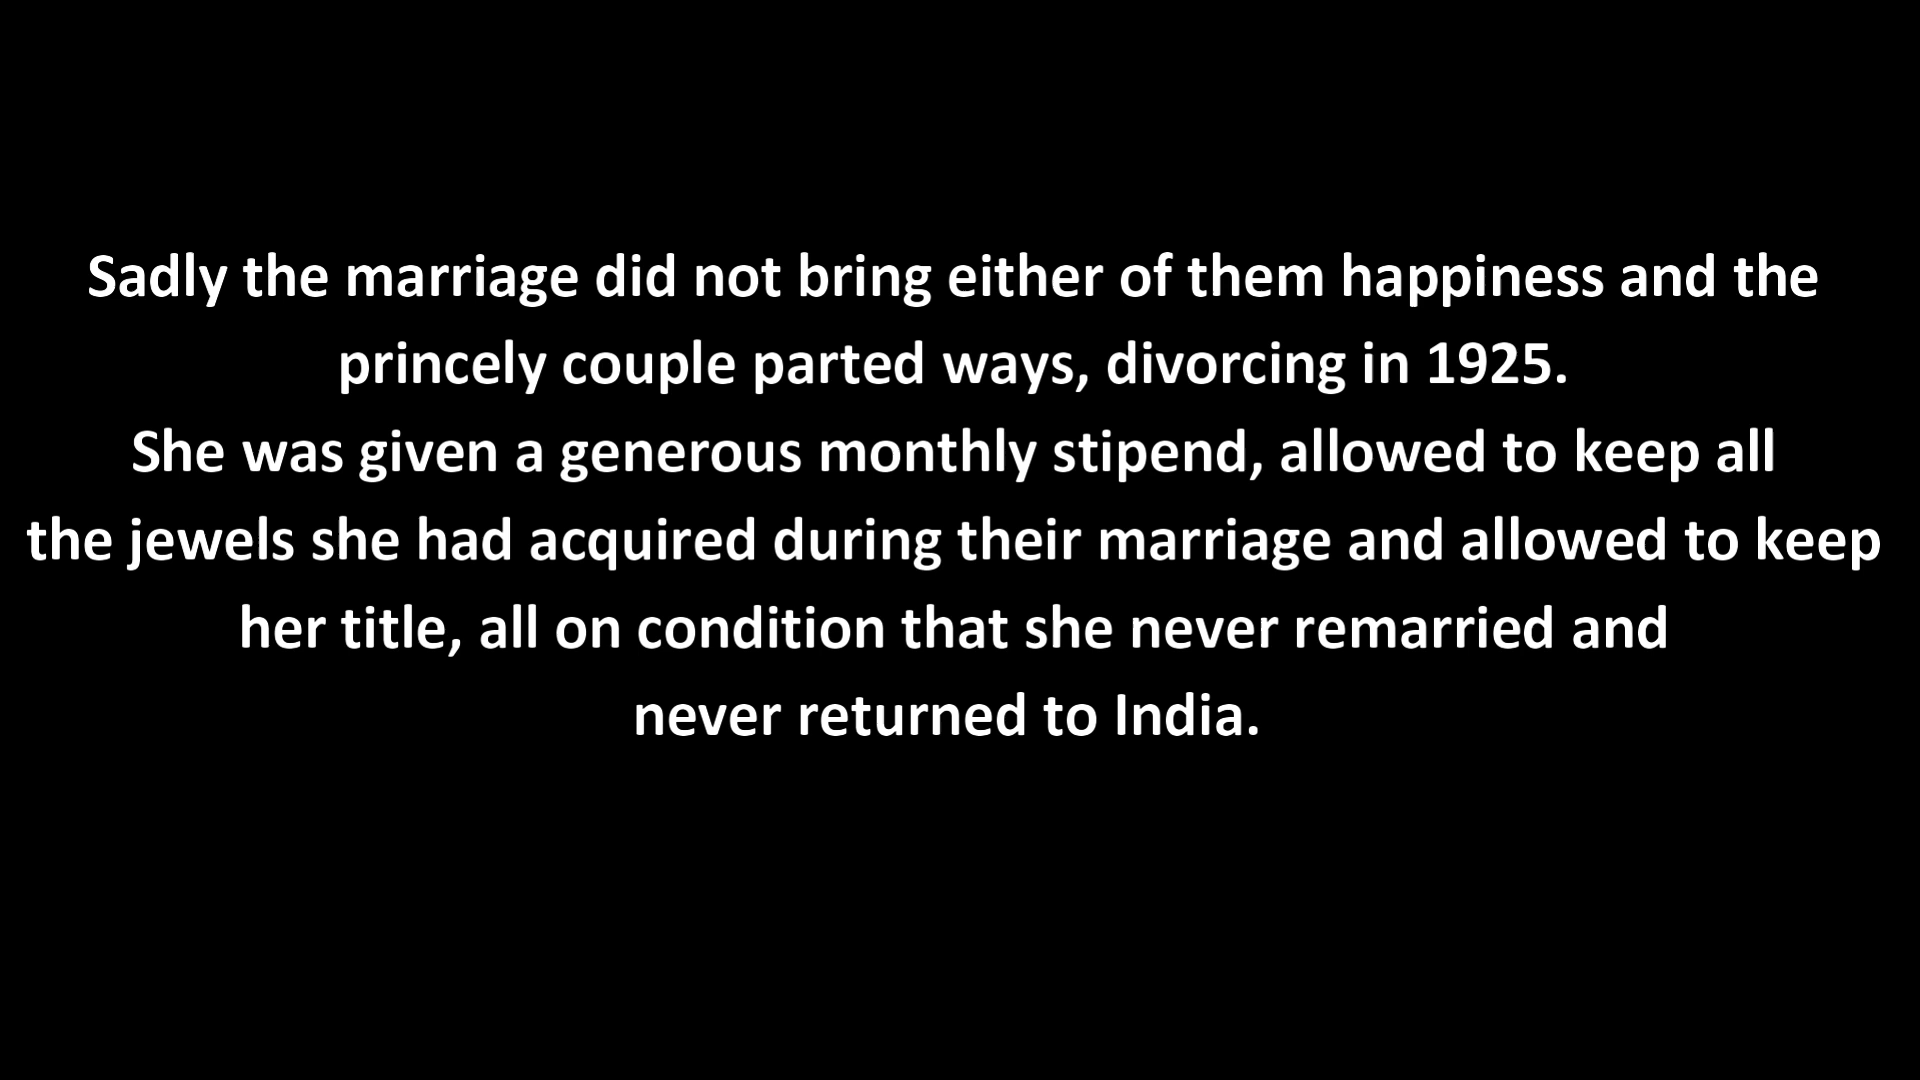 Sadly the marriage did not bring either of them happiness and the
princely couple parted ways, divorcing in 1925.
She was given a generous monthly stipend, allowed to keep all
the jewels she had acquired during their marriage and allowed to keep
her title, all on condition that she never remarried and
never returned to India.